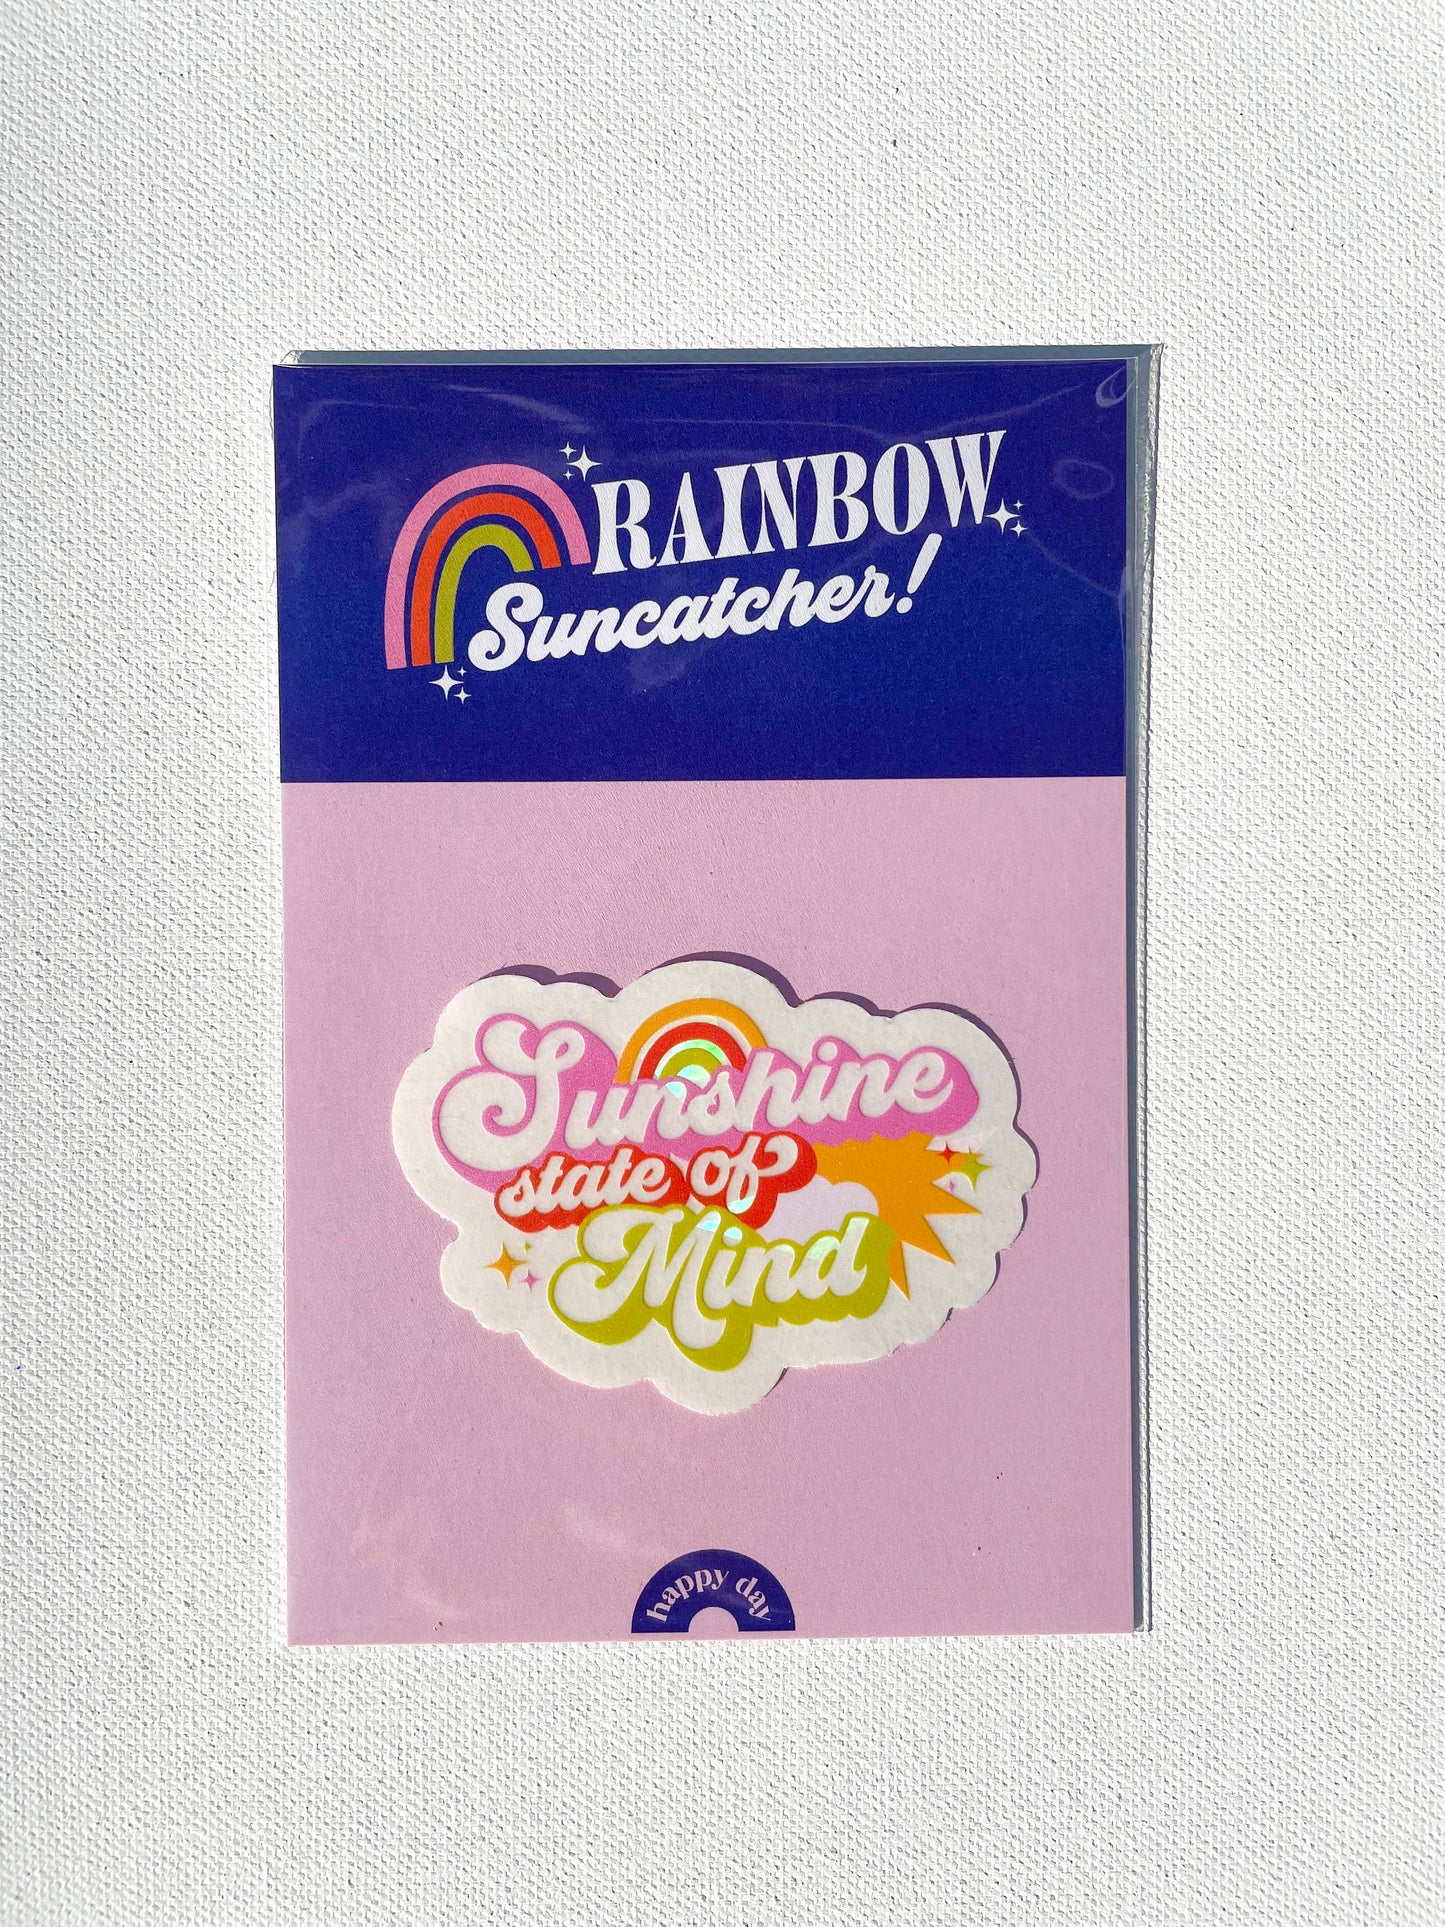 RAINBOW
Suncatcher!
Sunshine
state of
Mind
happy day